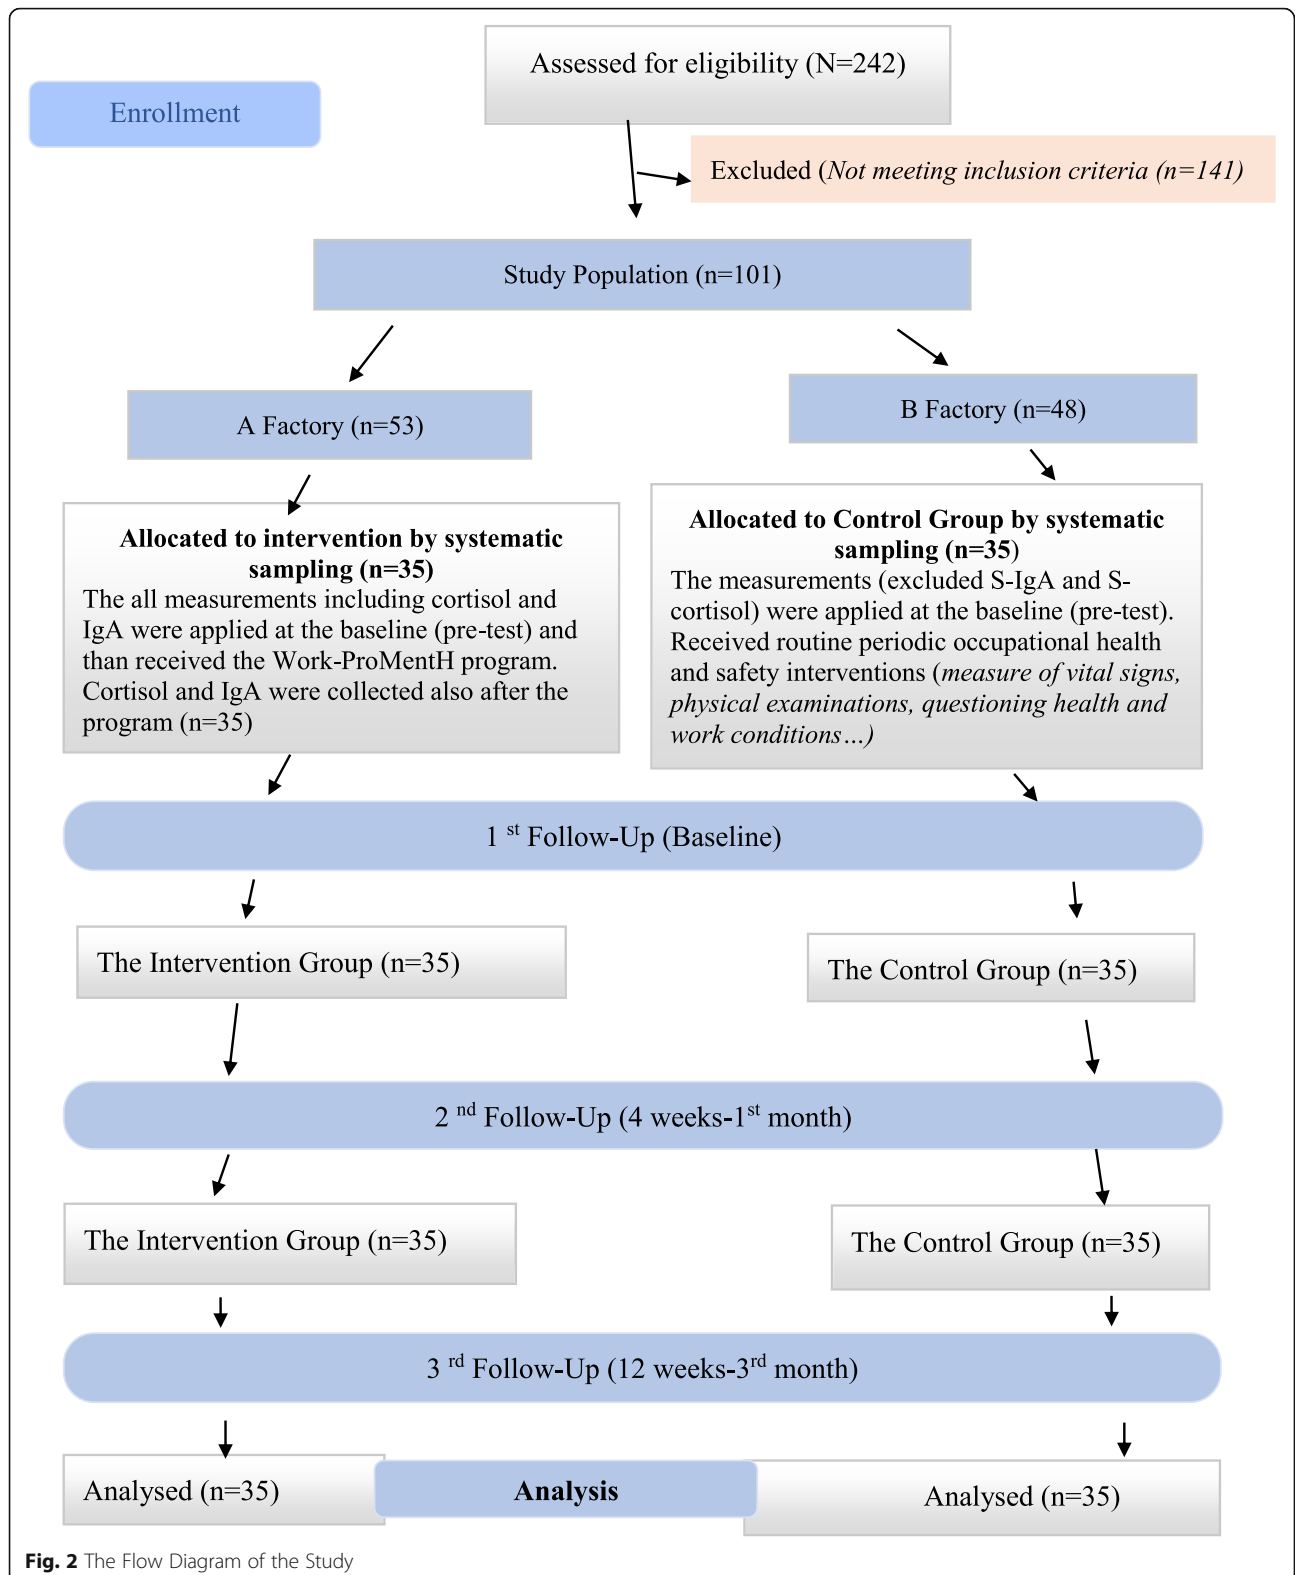 Assessed for eligibility (N=242)
Enrollment
Excluded (Not meeting inclusion criteria (n=141)
Study Population (n=101)
A Factory (n=53)
B Factory (n=48)
Allocated to intervention by systematic
sampling (n=35)
The all measurements including cortisol and
IgA were applied at the baseline (pre-test) and
than received the Work-ProMentH program.
Cortisol and IgA were collected also after the
program (n=35)
Allocated to Control Group by systematic
sampling (n=35)
The measurements (excluded S-IgA and S-
cortisol) were applied at the baseline (pre-test).
Received routine periodic occupational health
and safety interventions (measure of vital signs,
physical examinations, questioning health and
work conditions…)
1 st Follow-Up (Baseline)
The Intervention Group (n=35)
The Control Group (n=35)
2 nd Follow-Up (4 weeks-1st month)
The Intervention Group (n=35)
The Control Group (n=35)
3 rd Follow-Up (12 weeks-3rd month)
Analysed (n=35)
Analysis
Analysed (n=35)
Fig. 2 The Flow Diagram of the Study